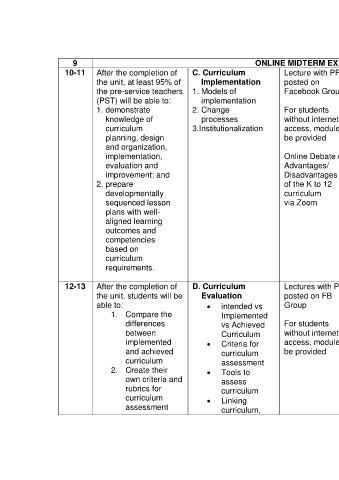 9
ONLINE MIDTERM EX
10-11
After the completion of
the unit, at least 95% of
the pre-service teachers
(PST) will be able to:
1. demonstrate
knowledge of
curriculum
planning, design
and organization,
implementation,
evaluation and
improvement; and
2. prepare
developmentally
sequenced lesson
plans with well-
aligned learning
outcomes and
competencies
based on
curriculum
requirements.
C. Curriculum
Implementation
1. Models of
implementation
2. Change
processes
3.Institutionalization
Lecture with PP
posted on
Facebook Grou
For students
without internet
access, module
be provided
Online Debate o
Advantages/
Disadvantages
of the K to 12
curriculum
via Zoom
12-13
After the completion of
the unit, students will be
able to:
1. Compare the
differences
between
implemented
and achieved
curriculum
2. Create their
own criteria and
rubrics for
curriculum
assessment
D. Curriculum
Evaluation
• intended vs
Implemented
vs Achieved
Curriculum
• Criteria for
curriculum
assessment
• Tools to
assess
curriculum
• Linking
curriculum,
Lectures with P
posted on FB
Group
For students
without internet
access, module
be provided